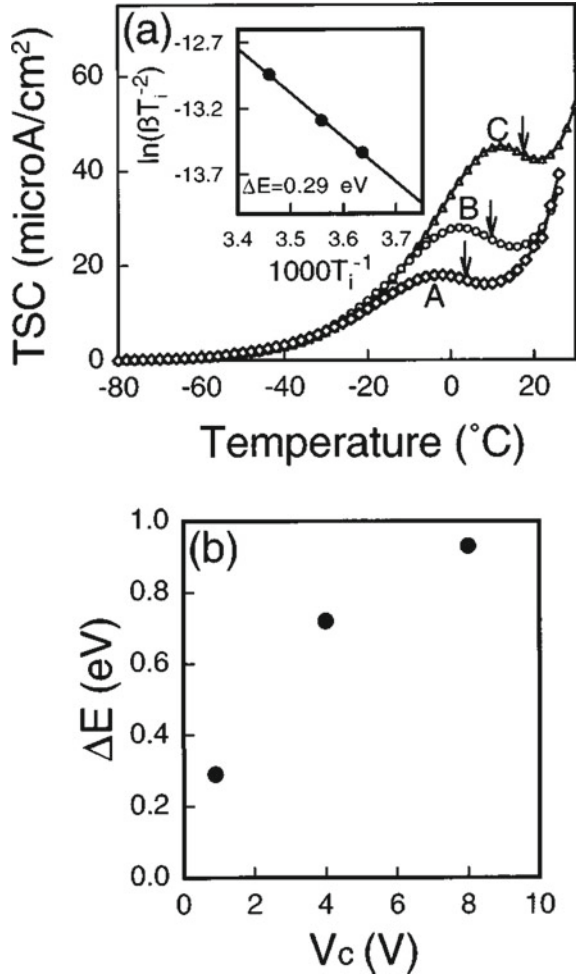 (a)
TSC (microA/cm²)
60
40
20
0
-80 -60 -40 -20 0 20
Temperature (°C)
A
B
C
ln(βTᵢ⁻²)
-12.7
-13.2
-13.7
ΔE=0.29 eV
3.4 3.5 3.6 3.7
1000Tᵢ⁻¹
(b)
ΔE (eV)
1.0
0.8
0.6
0.4
0.2
0.0
0 2 4 6 8 10
Vc (V)